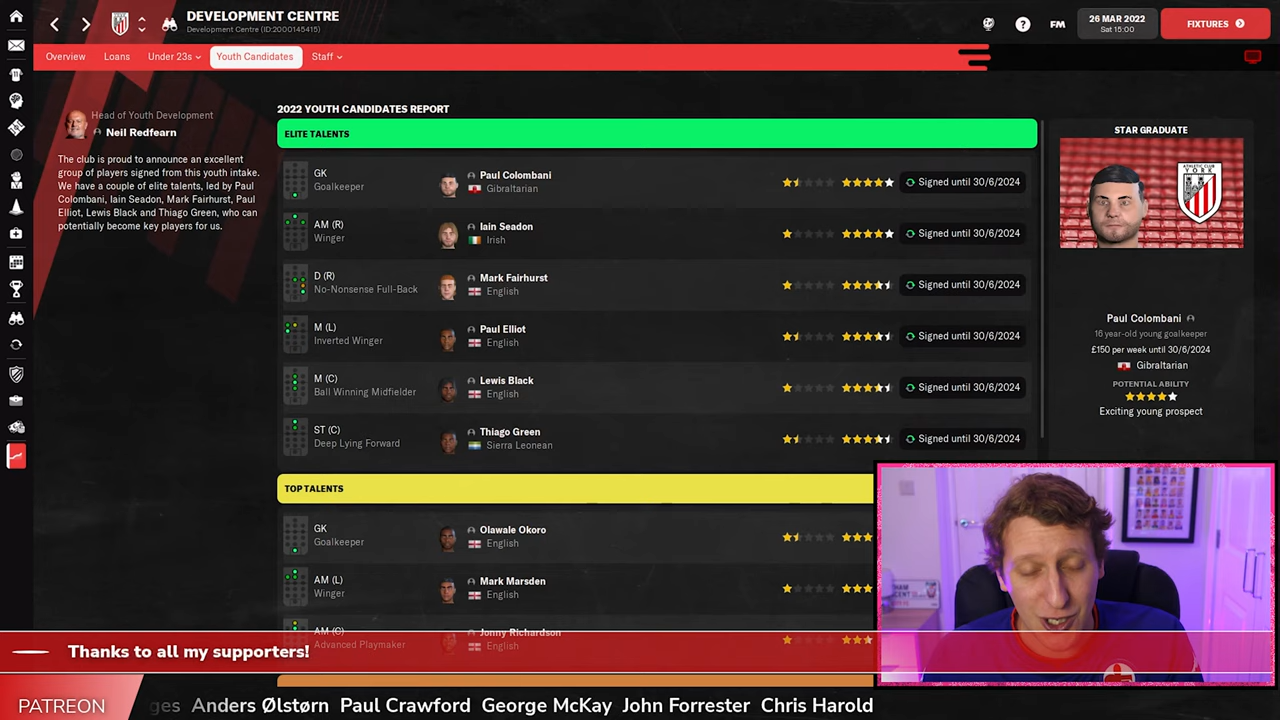 DEVELOPMENT CENTRE
Development Centre (ID:2000145415)
FM
26 MAR 2022
Sat 15:00
FIXTURES
Overview
Loans
Under 23s
Youth Candidates
Staff
Head of Youth Development
Neil Redfearn
The club is proud to announce an excellent
group of players signed from this youth intake.
We have a couple of elite talents, led by Paul
Colombani, Iain Seadon, Mark Fairhurst, Paul
Elliot, Lewis Black and Thiago Green, who can
potentially become key players for us.
2022 YOUTH CANDIDATES REPORT
ELITE TALENTS
GK
Goalkeeper
Paul Colombani
Gibraltarian
Signed until 30/6/2024
AM (R)
Winger
Iain Seadon
Irish
Signed until 30/6/2024
D (R)
No-Nonsense Full-Back
Mark Fairhurst
English
Signed until 30/6/2024
M (L)
Inverted Winger
Paul Elliot
English
Signed until 30/6/2024
M (C)
Ball Winning Midfielder
Lewis Black
English
Signed until 30/6/2024
ST (C)
Deep Lying Forward
Thiago Green
Sierra Leonean
Signed until 30/6/2024
TOP TALENTS
GK
Goalkeeper
Olawale Okoro
English
AM (L)
Winger
Mark Marsden
English
AM (C)
Advanced Playmaker
Jonny Richardson
English
STAR GRADUATE
ATHLETIC CLUB
YORK
Paul Colombani
16 year-old young goalkeeper
£150 per week until 30/6/2024
Gibraltarian
POTENTIAL ABILITY
Exciting young prospect
Thanks to all my supporters!
PATREON
ges Anders Ølstørn Paul Crawford George McKay John Forrester Chris Harold